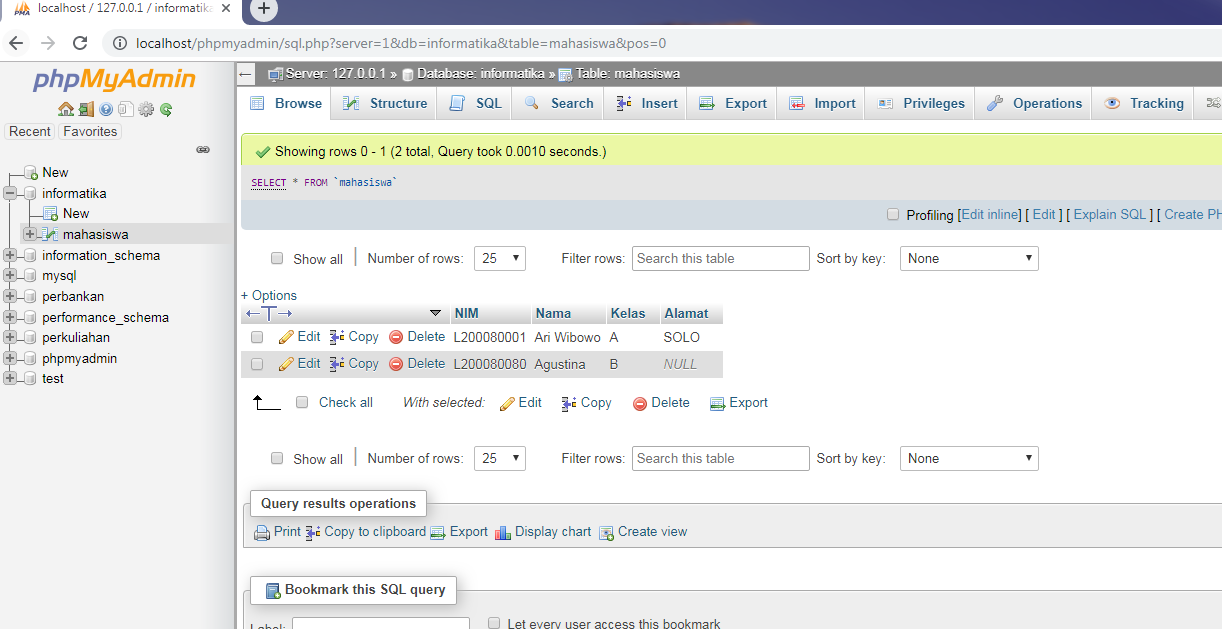 localhost / 127.0.0.1 / informatika
localhost/phpmyadmin/sql.php?server=1&db=informatika&table=mahasiswa&pos=0
phpMyAdmin
Recent Favorites
New
informatika
New
mahasiswa
information_schema
mysql
perbankan
performance_schema
perkuliahan
phpmyadmin
test
Server: 127.0.0.1 » Database: informatika » Table: mahasiswa
Browse Structure SQL Search Insert Export Import Privileges Operations Tracking
Showing rows 0 - 1 (2 total, Query took 0.0010 seconds.)
SELECT * FROM `mahasiswa`
Profiling [Edit inline] [ Edit ] [ Explain SQL ] [ Create PH
Show all Number of rows: 25 Filter rows: Search this table Sort by key: None
+ Options
NIM Nama Kelas Alamat
Edit Copy Delete L200080001 Ari Wibowo A SOLO
Edit Copy Delete L200080080 Agustina B NULL
Check all With selected: Edit Copy Delete Export
Show all Number of rows: 25 Filter rows: Search this table Sort by key: None
Query results operations
Print Copy to clipboard Export Display chart Create view
Bookmark this SQL query
Label: Let every user access this bookmark